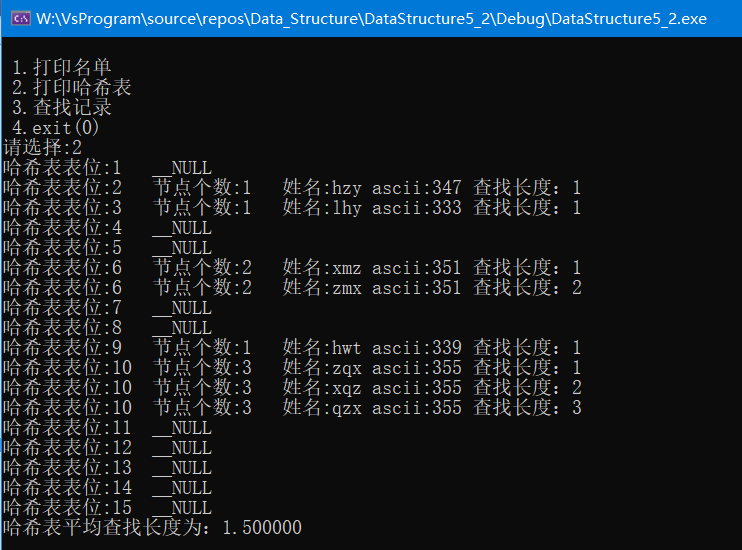 W:\VsProgram\source\repos\Data_Structure\DataStructure5_2\Debug\DataStructure5_2.exe
1.打印名单
2.打印哈希表
3.查找记录
4.exit(0)
请选择:2
哈希表表位:1 __NULL
哈希表表位:2 节点个数:1 姓名:hzy ascii:347 查找长度: 1
哈希表表位:3 节点个数:1 姓名:lhy ascii:333 查找长度: 1
哈希表表位:4 __NULL
哈希表表位:5 __NULL
哈希表表位:6 节点个数:2 姓名:xmz ascii:351 查找长度: 1
哈希表表位:6 节点个数:2 姓名:zmx ascii:351 查找长度: 2
哈希表表位:7 __NULL
哈希表表位:8 __NULL
哈希表表位:9 节点个数:1 姓名:hwt ascii:339 查找长度: 1
哈希表表位:10 节点个数:3 姓名:zqx ascii:355 查找长度: 1
哈希表表位:10 节点个数:3 姓名:xqz ascii:355 查找长度: 2
哈希表表位:10 节点个数:3 姓名:qzx ascii:355 查找长度: 3
哈希表表位:11 __NULL
哈希表表位:12 __NULL
哈希表表位:13 __NULL
哈希表表位:14 __NULL
哈希表表位:15 __NULL
哈希表平均查找长度为: 1.500000